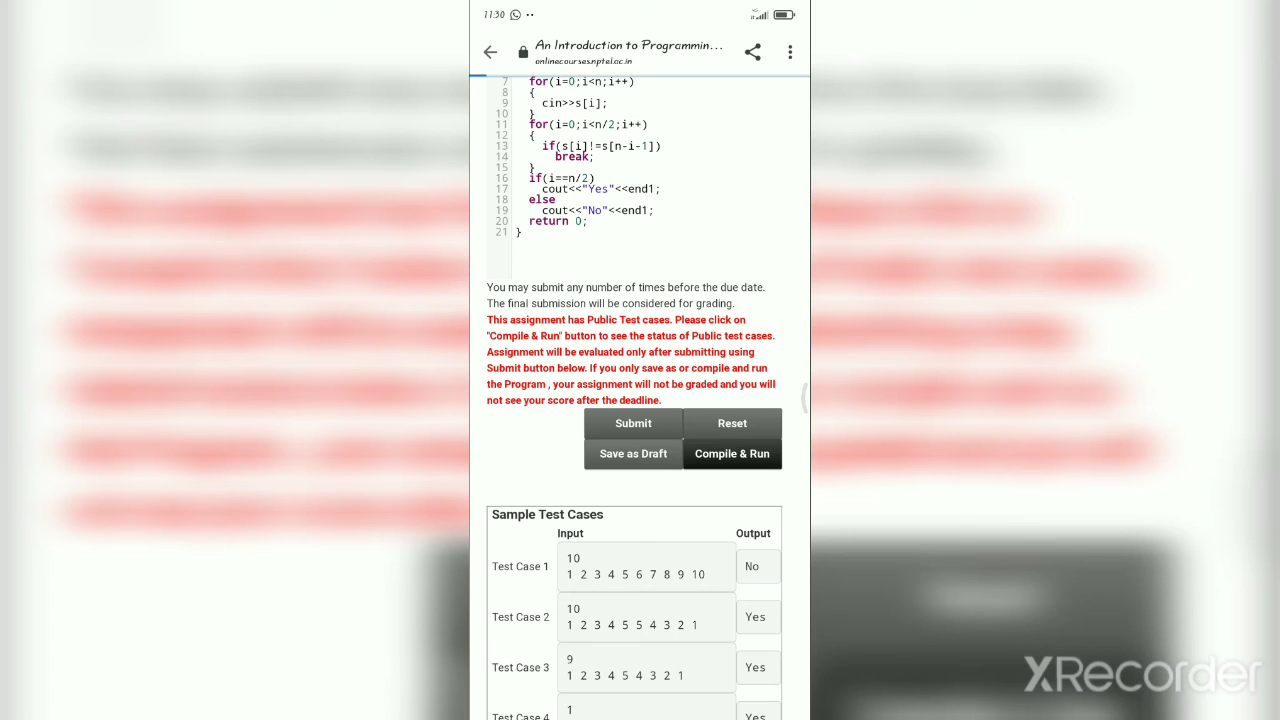 11:30
An Introduction to Programmin...
onlinecourses.nptel.ac.in
7 for(i=0;i<n;i++)
8 {
9 cin>>s[i];
10 }
11 for(i=0;i<n/2;i++)
12 {
13 if(s[i]!=s[n-i-1])
14 break;
15 }
16 if(i==n/2)
17 cout<<"Yes"<<end1;
18 else
19 cout<<"No"<<end1;
20 return 0;
21 }
You may submit any number of times before the due date.
The final submission will be considered for grading.
This assignment has Public Test cases. Please click on
"Compile & Run" button to see the status of Public test cases.
Assignment will be evaluated only after submitting using
Submit button below. If you only save as or compile and run
the Program , your assignment will not be graded and you will
not see your score after the deadline.
Submit Reset
Save as Draft Compile & Run
Sample Test Cases
Input Output
Test Case 1
10
1 2 3 4 5 6 7 8 9 10
No
Test Case 2
10
1 2 3 4 5 5 4 3 2 1
Yes
Test Case 3
9
1 2 3 4 5 4 3 2 1
Yes
Test Case 4
1
Yes
XRecorder